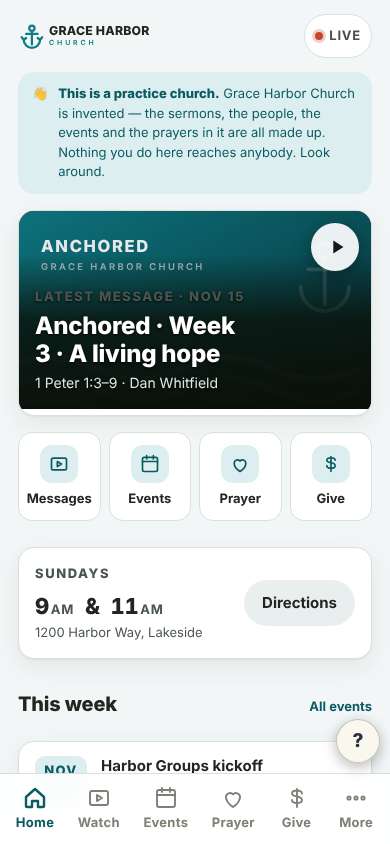 GRACE HARBOR
CHURCH
LIVE
👋 This is a practice church. Grace Harbor Church
is invented — the sermons, the people, the
events and the prayers in it are all made up.
Nothing you do here reaches anybody. Look
around.
ANCHORED
GRACE HARBOR CHURCH
LATEST MESSAGE · NOV 15
Anchored · Week
3 · A living hope
1 Peter 1:3–9 · Dan Whitfield
Messages
Events
Prayer
Give
SUNDAYS
9AM & 11AM
1200 Harbor Way, Lakeside
Directions
This week
All events
?
NOV
Harbor Groups kickoff
Home
Watch
Events
Prayer
Give
More